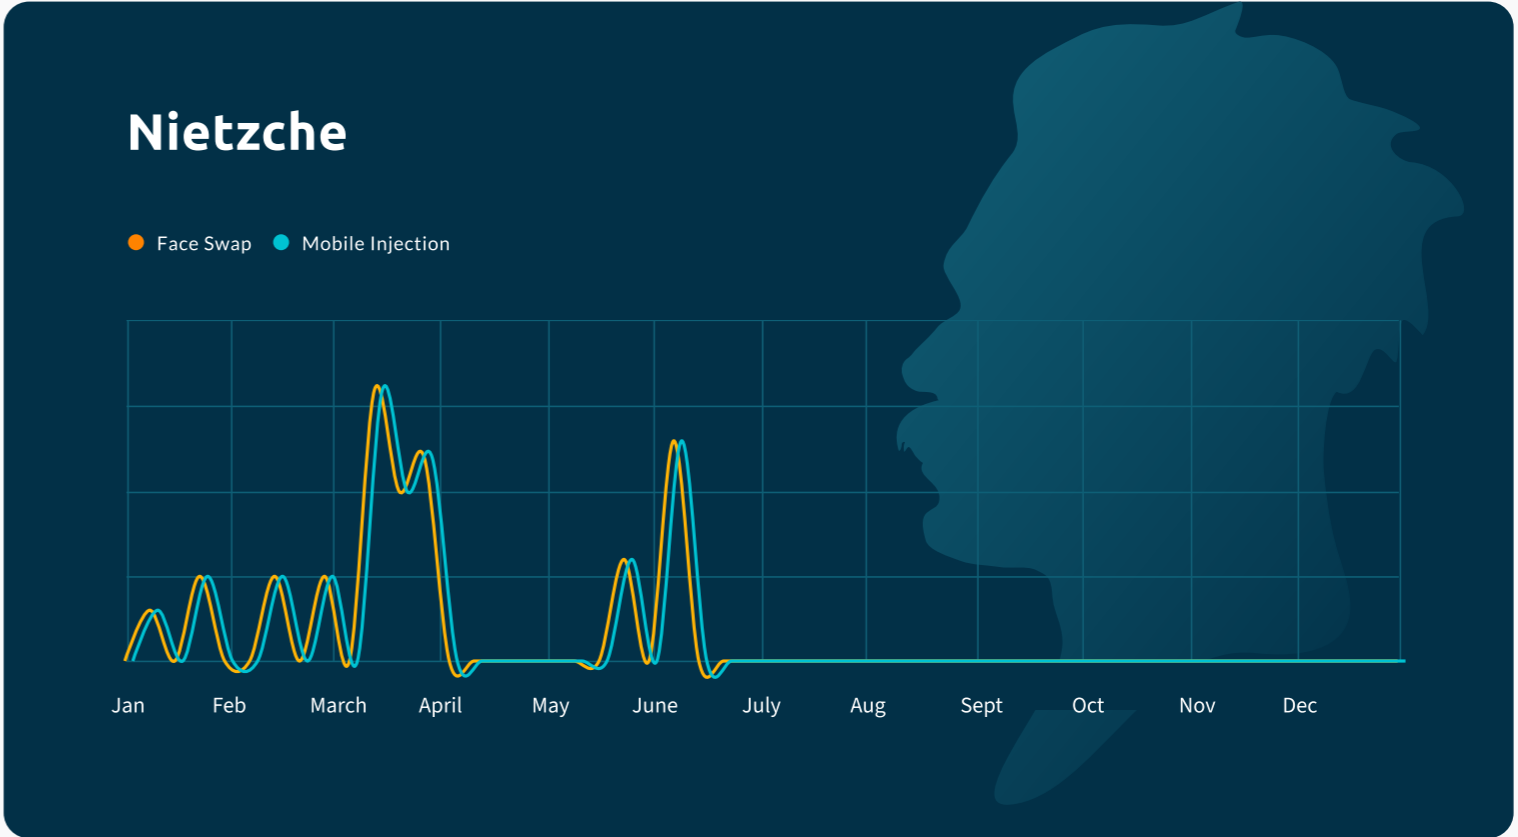 Nietzche
Face Swap Mobile Injection
Jan Feb March April May June July Aug Sept Oct Nov Dec